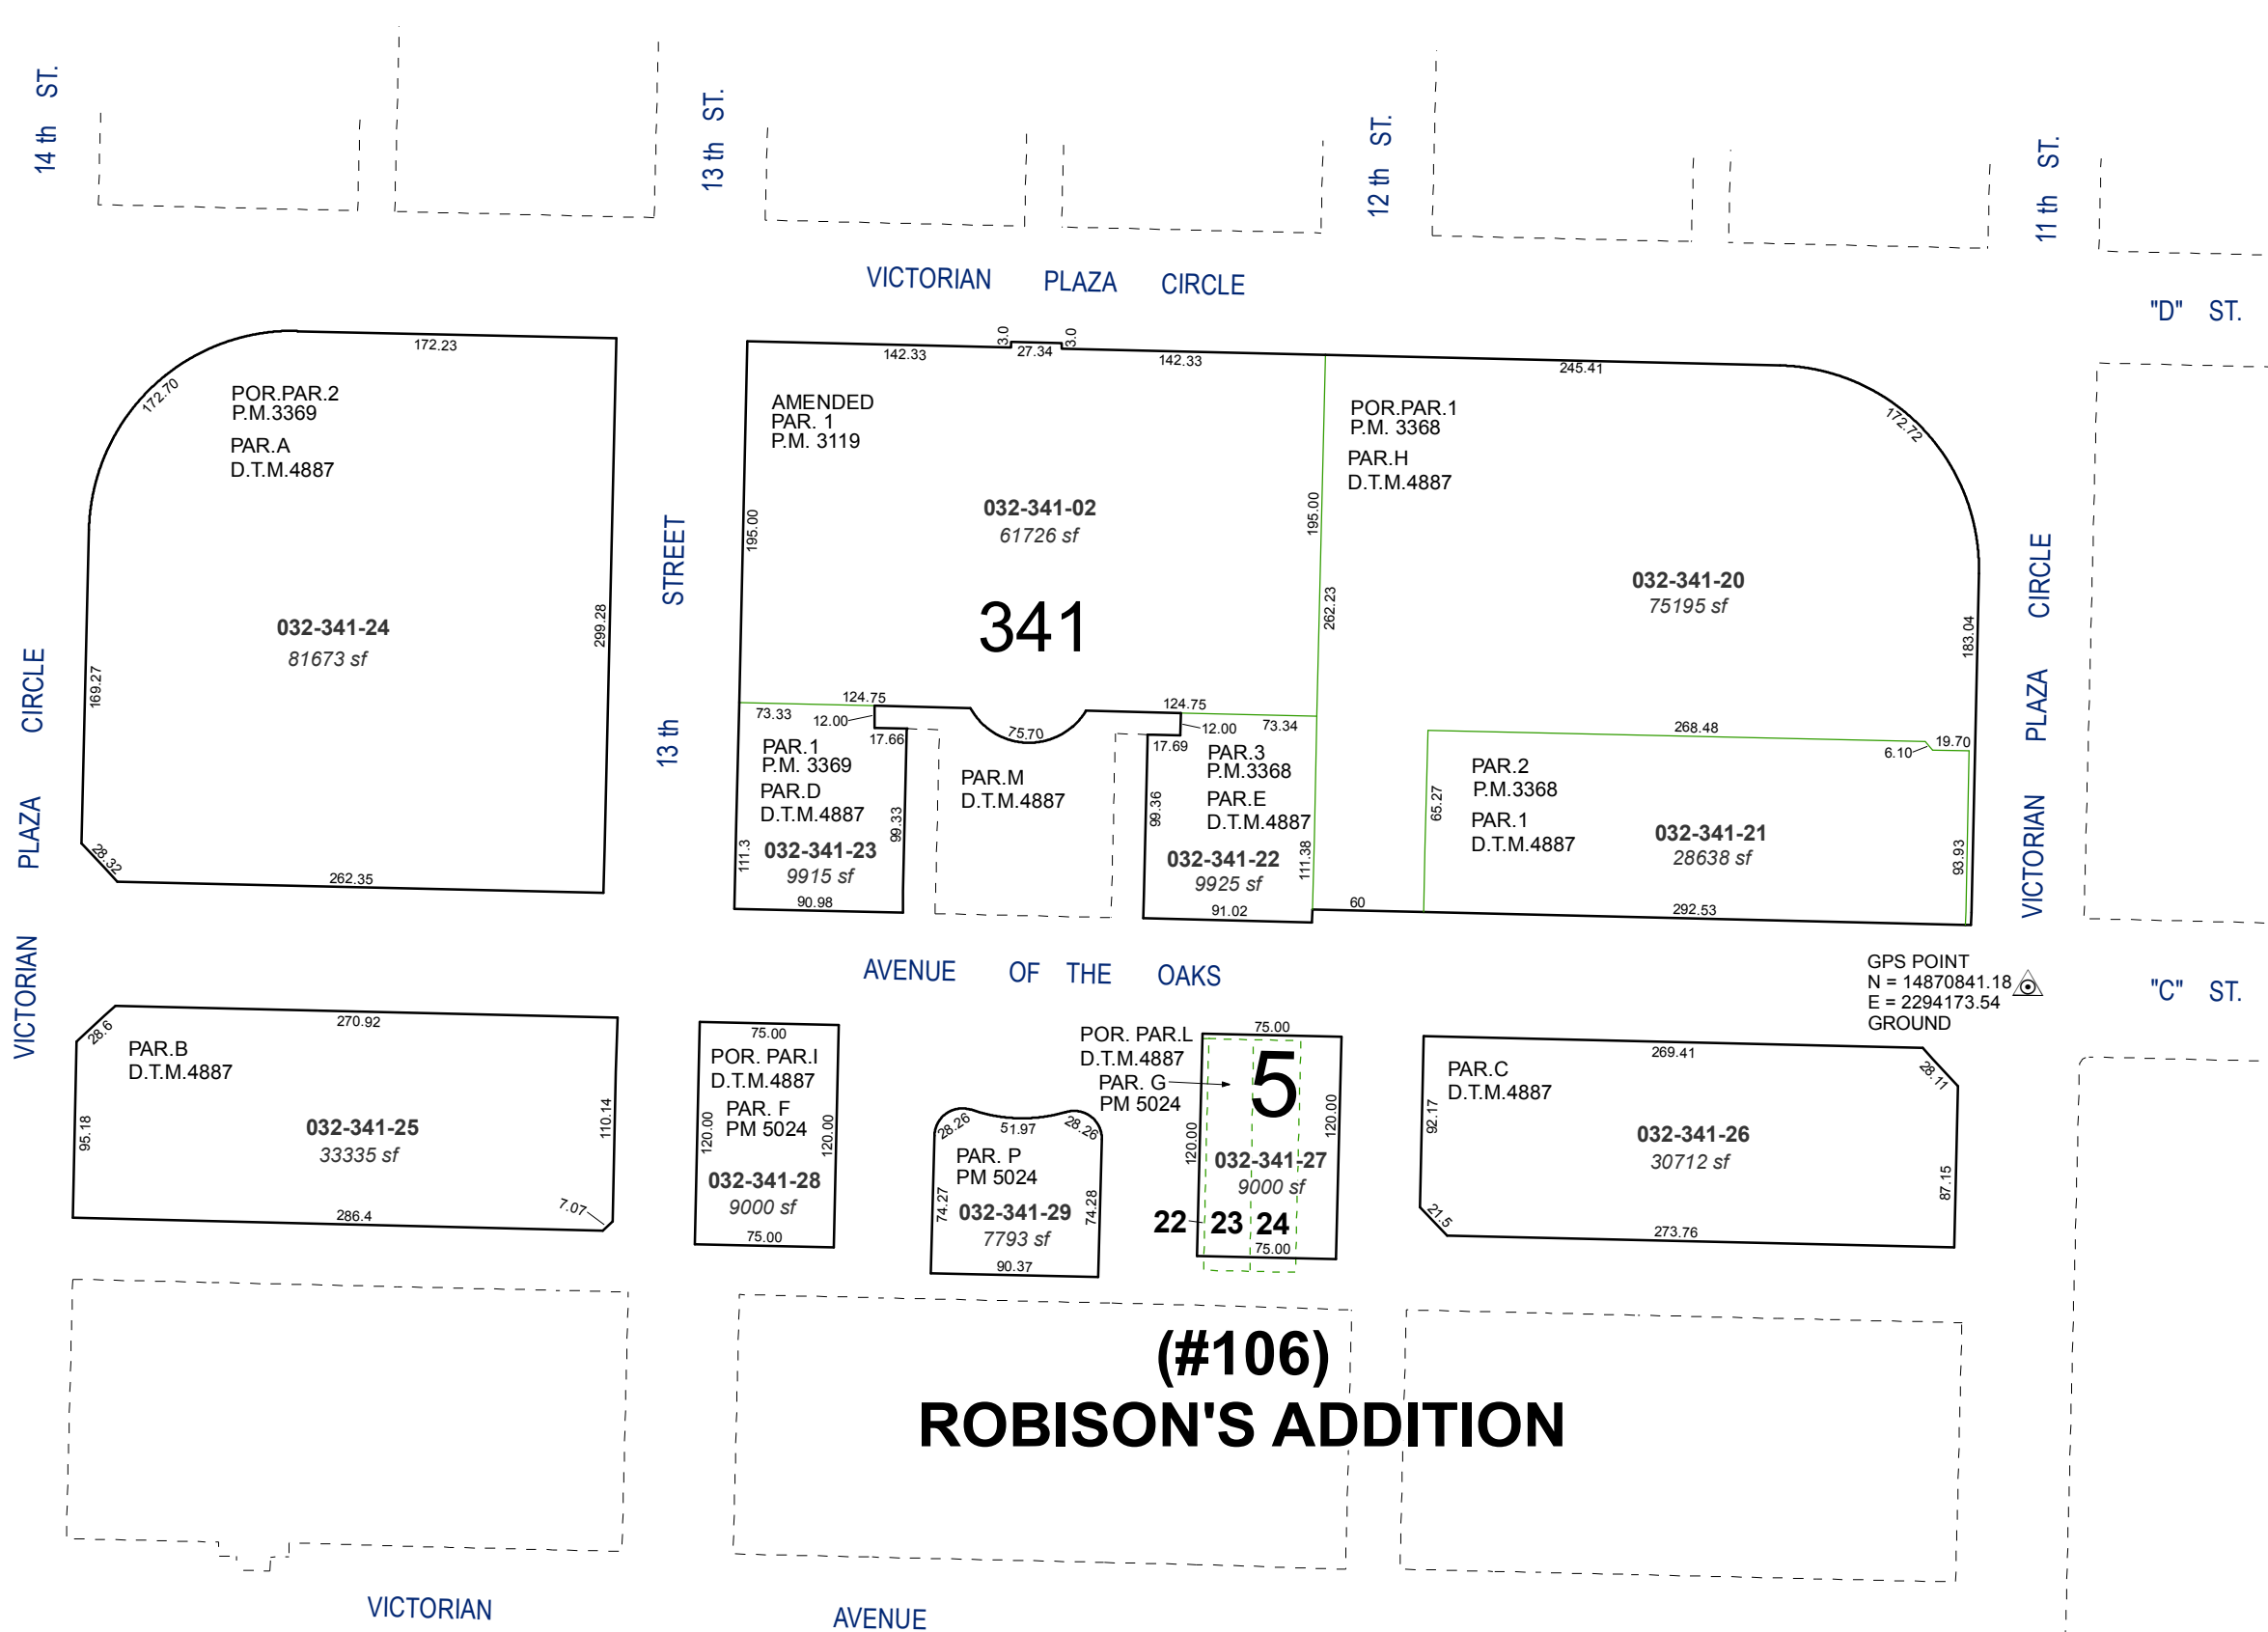 14 th ST.
13 th ST.
12 th ST.
11 th ST.
VICTORIAN PLAZA CIRCLE
"D" ST.
172.23
172.70
POR.PAR.2
P.M.3369
PAR.A
D.T.M.4887
032-341-24
81673 sf
299.28
169.27
28.32
262.35
VICTORIAN PLAZA CIRCLE
13 th STREET
142.33
3.0
27.34
3.0
142.33
AMENDED
PAR. 1
P.M. 3119
195.00
032-341-02
61726 sf
341
195.00
262.23
124.75
75.70
124.75
245.41
172.72
POR.PAR.1
P.M. 3368
PAR.H
D.T.M.4887
032-341-20
75195 sf
183.04
VICTORIAN PLAZA CIRCLE
73.33
12.00
17.66
PAR.1
P.M. 3369
PAR.D
D.T.M.4887
111.3
99.33
032-341-23
9915 sf
90.98
PAR.M
D.T.M.4887
12.00
73.34
17.69
PAR.3
P.M.3368
PAR.E
D.T.M.4887
99.36
111.38
032-341-22
9925 sf
91.02
60
268.48
6.10
19.70
65.27
PAR.2
P.M.3368
PAR.1
D.T.M.4887
032-341-21
28638 sf
93.93
292.53
AVENUE OF THE OAKS
GPS POINT
N = 14870841.18
E = 2294173.54
GROUND
"C" ST.
28.6
270.92
PAR.B
D.T.M.4887
95.18
110.14
032-341-25
33335 sf
286.4
7.07
75.00
POR. PAR.I
D.T.M.4887
PAR. F
PM 5024
120.00
120.00
032-341-28
9000 sf
75.00
28.26
51.97
28.26
PAR. P
PM 5024
74.27
74.28
032-341-29
7793 sf
90.37
POR. PAR.L
D.T.M.4887
PAR. G
PM 5024
75.00
5
120.00
120.00
032-341-27
9000 sf
22 23 24
75.00
269.41
28.11
PAR.C
D.T.M.4887
92.17
87.15
032-341-26
30712 sf
21.5
273.76
(#106)
ROBISON'S ADDITION
VICTORIAN AVENUE